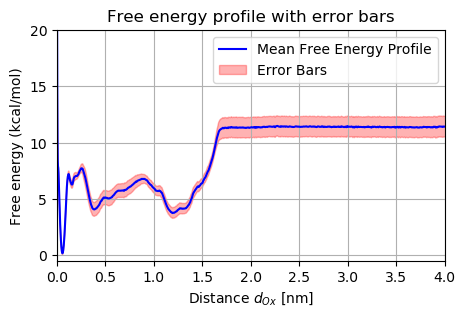 Free energy profile with error bars
Free energy (kcal/mol)
20
15
10
5
0
Mean Free Energy Profile
Error Bars
0.0 0.5 1.0 1.5 2.0 2.5 3.0 3.5 4.0
Distance d_{Ox} [nm]